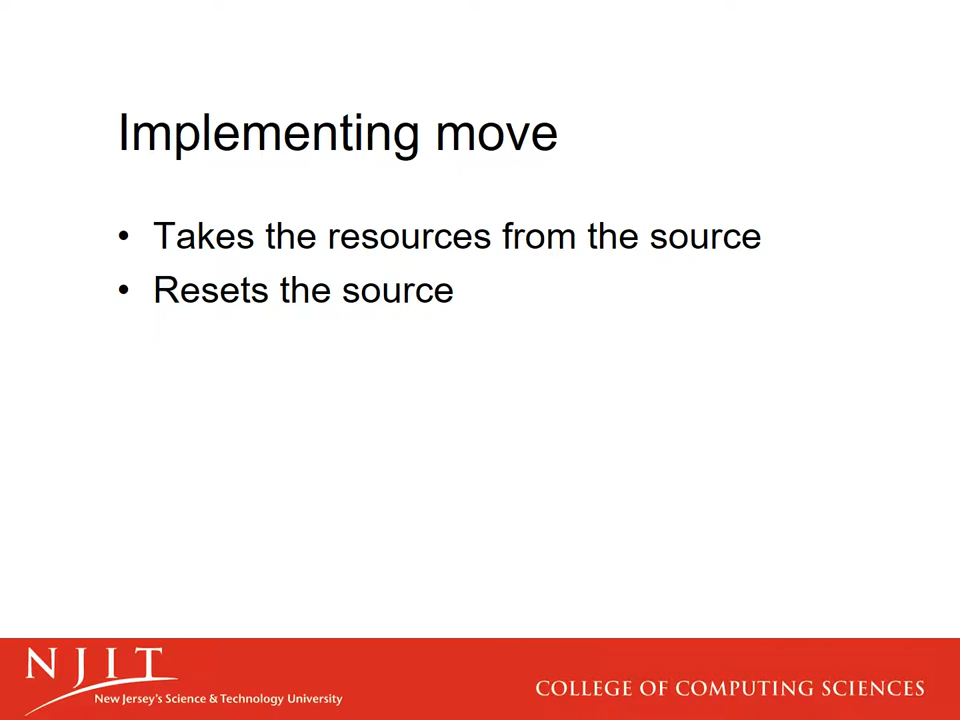 Implementing move
• Takes the resources from the source
• Resets the source
NJIT
New Jersey's Science & Technology University
COLLEGE OF COMPUTING SCIENCES